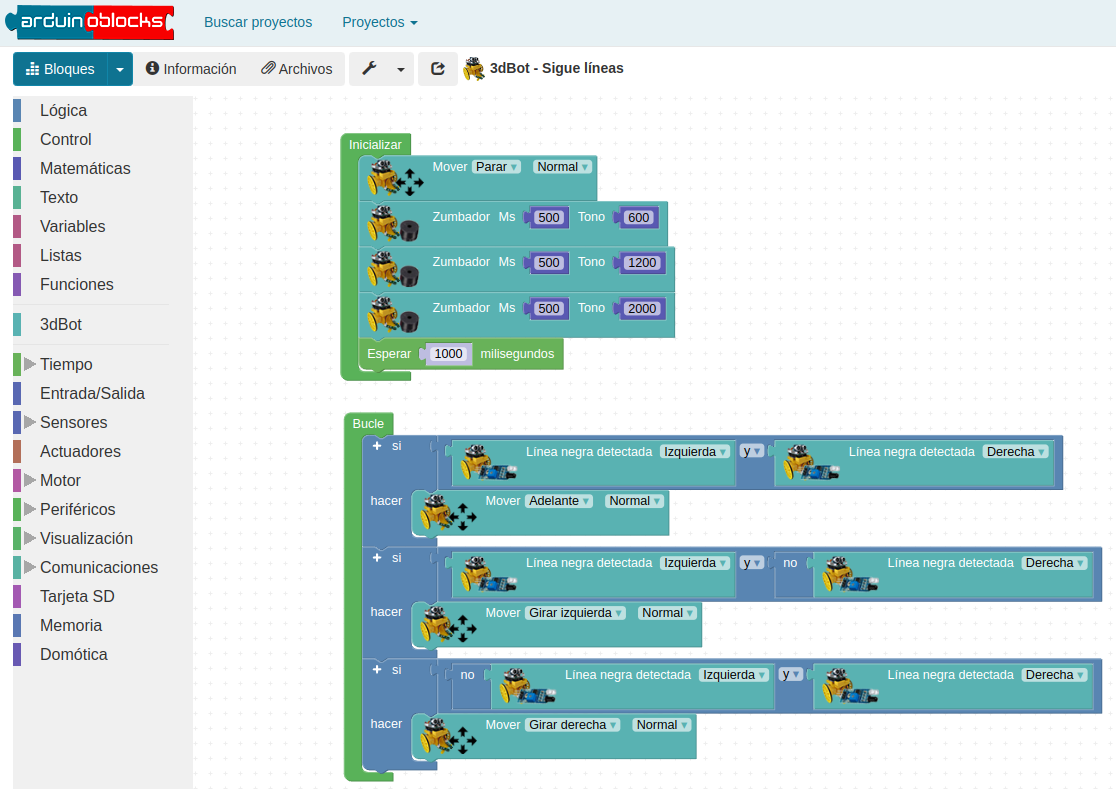 arduinoblocks Buscar proyectos Proyectos
Bloques Información Archivos 3dBot - Sigue líneas
Lógica
Control
Matemáticas
Texto
Variables
Listas
Funciones
3dBot
Tiempo
Entrada/Salida
Sensores
Actuadores
Motor
Periféricos
Visualización
Comunicaciones
Tarjeta SD
Memoria
Domótica
Inicializar
Mover Parar Normal
Zumbador Ms 500 Tono 600
Zumbador Ms 500 Tono 1200
Zumbador Ms 500 Tono 2000
Esperar 1000 milisegundos
Bucle
+ si Línea negra detectada Izquierda y Línea negra detectada Derecha
hacer Mover Adelante Normal
+ si Línea negra detectada Izquierda y no Línea negra detectada Derecha
hacer Mover Girar izquierda Normal
+ si no Línea negra detectada Izquierda y Línea negra detectada Derecha
hacer Mover Girar derecha Normal